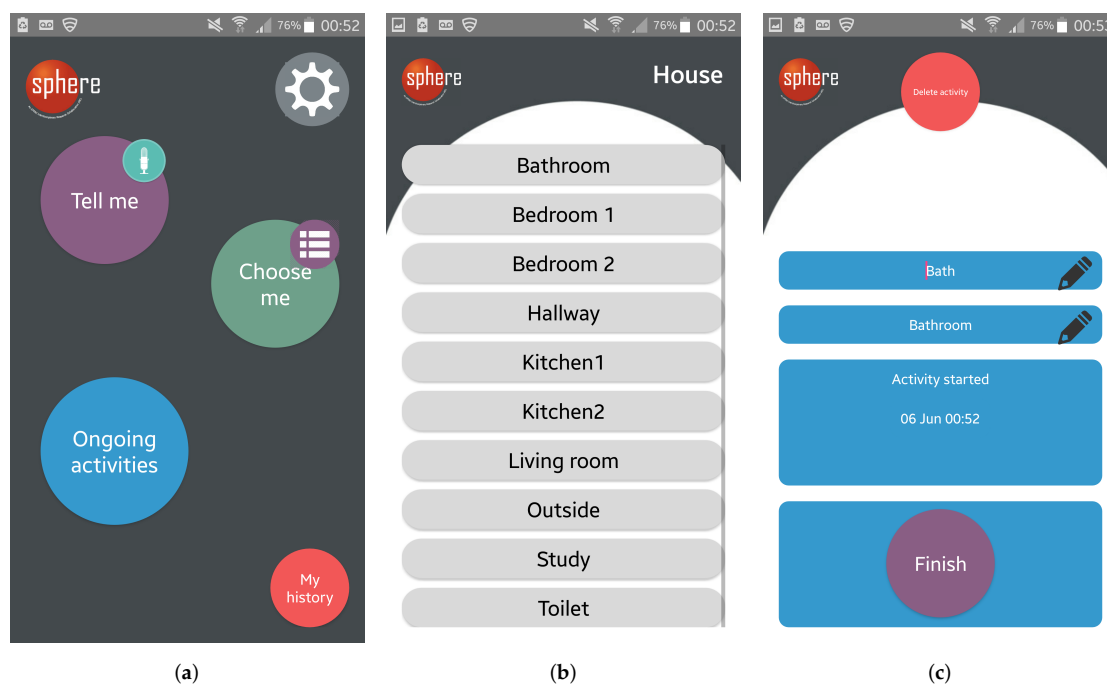 76% 00:52
sphere
Tell me
Choose
me
Ongoing
activities
My
history
(a)
76% 00:52
sphere
House
Bathroom
Bedroom 1
Bedroom 2
Hallway
Kitchen1
Kitchen2
Living room
Outside
Study
Toilet
(b)
76% 00:5
sphere
Delete activity
Bath
Bathroom
Activity started
06 Jun 00:52
Finish
(c)